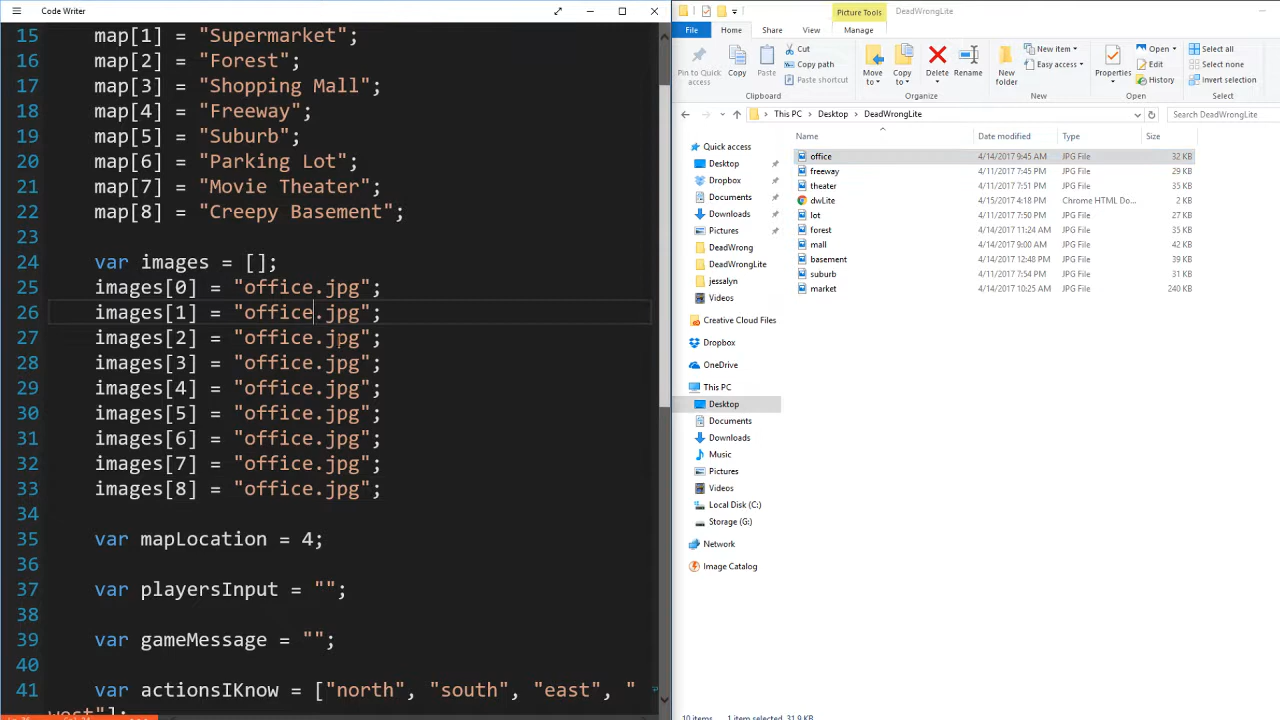 Code Writer
15 map[1] = "Supermarket";
16 map[2] = "Forest";
17 map[3] = "Shopping Mall";
18 map[4] = "Freeway";
19 map[5] = "Suburb";
20 map[6] = "Parking Lot";
21 map[7] = "Movie Theater";
22 map[8] = "Creepy Basement";
23
24 var images = [];
25 images[0] = "office.jpg";
26 images[1] = "office.jpg";
27 images[2] = "office.jpg";
28 images[3] = "office.jpg";
29 images[4] = "office.jpg";
30 images[5] = "office.jpg";
31 images[6] = "office.jpg";
32 images[7] = "office.jpg";
33 images[8] = "office.jpg";
34
35 var mapLocation = 4;
36
37 var playersInput = "";
38
39 var gameMessage = "";
40
41 var actionsIKnow = ["north", "south", "east", "
west"];
Picture Tools DeadWrongLite
File Home Share View Manage
Pin to Quick access
Copy
Paste
Cut
Copy path
Paste shortcut
Move to
Copy to
Delete
Rename
New folder
New item
Easy access
Properties
Open
Edit
History
Select all
Select none
Invert selection
Clipboard Organize New Open Select
This PC Desktop DeadWrongLite Search DeadWrongLite
Name Date modified Type Size
office 4/14/2017 9:45 AM JPG File 32 KB
freeway 4/11/2017 7:45 PM JPG File 29 KB
theater 4/11/2017 7:51 PM JPG File 35 KB
dwLite 4/15/2017 4:18 PM Chrome HTML Do... 2 KB
lot 4/11/2017 7:50 PM JPG File 27 KB
forest 4/14/2017 11:24 AM JPG File 35 KB
mall 4/14/2017 9:00 AM JPG File 42 KB
basement 4/14/2017 12:48 PM JPG File 39 KB
suburb 4/11/2017 7:54 PM JPG File 31 KB
market 4/14/2017 10:25 AM JPG File 240 KB
Quick access
Desktop
Dropbox
Documents
Downloads
Pictures
DeadWrong
DeadWrongLite
jessalyn
Videos
Creative Cloud Files
Dropbox
OneDrive
This PC
Desktop
Documents
Downloads
Music
Pictures
Videos
Local Disk (C:)
Storage (G:)
Network
Image Catalog
10 items 1 item selected 31.9 KB